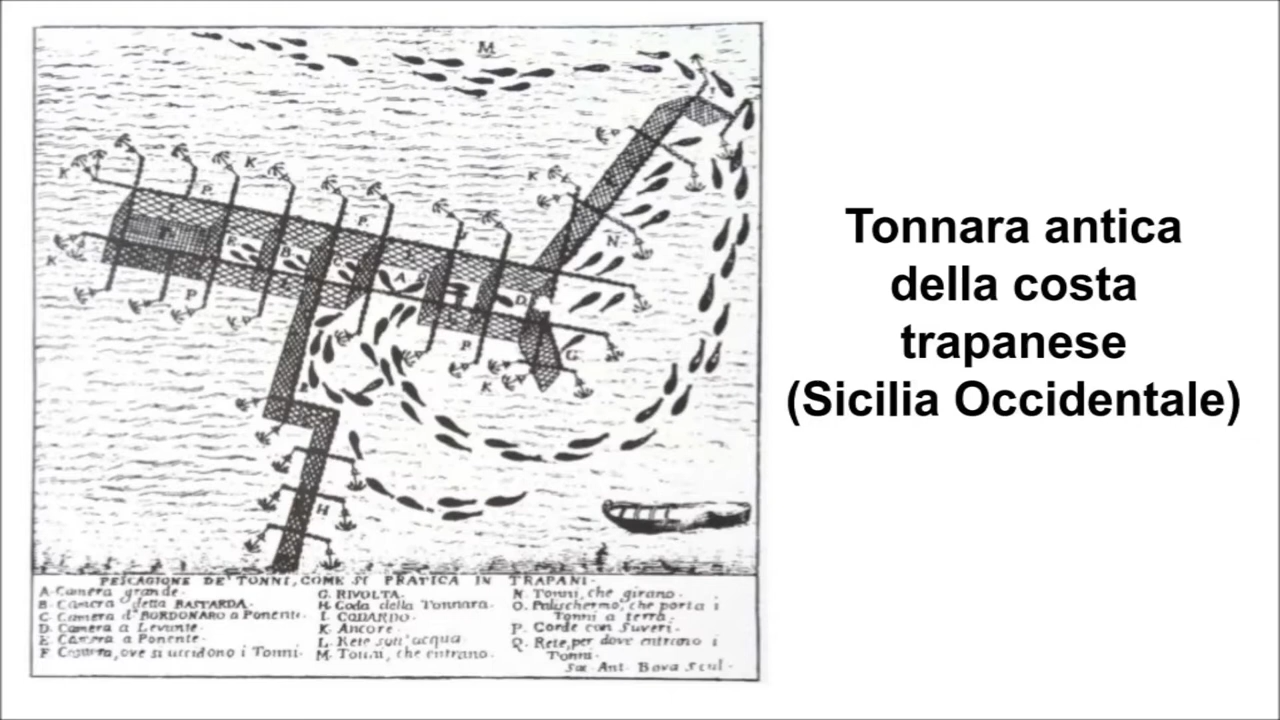 PESCAGIONE DE' TONNI, COME SI PRATICA IN TRAPANI.
A. Camera grande.
B. Camera detta BASTARDA.
C. Camera d' BORDONARO a Ponente.
D. Camera a Levante.
E. Camera a Ponente.
F. Camera, ove si uccidono i Tonni.
G. RIVOLTA.
H. Coda della Tonnara.
I. CODARDO.
K. Ancore.
L. Rete sott' acqua
M. Tonni, che entrano.
N. Tonni, che girano.
O. Palischermo, che porta i
Tonni a terra.
P. Corde con Suveri.
Q. Rete, per dove entrano i
Tonni.
Ant. Bova Scul.
Tonnara antica
della costa
trapanese
(Sicilia Occidentale)